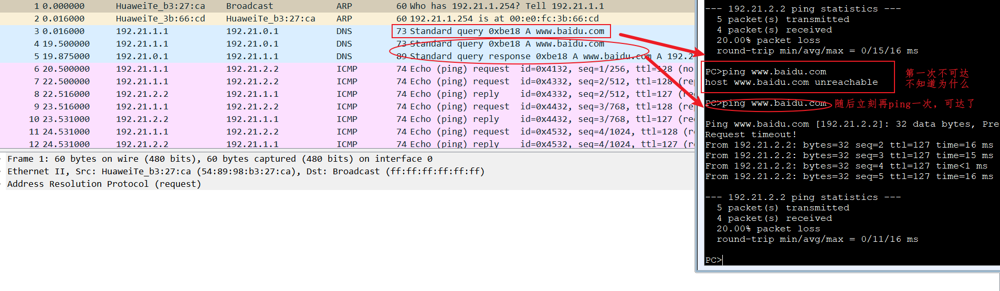 1 0.000000 HuaweiTe_b3:27:ca Broadcast ARP 60 Who has 192.21.1.254? Tell 192.21.1.1
2 0.016000 HuaweiTe_3b:66:cd HuaweiTe_b3:27:ca ARP 60 192.21.1.254 is at 00:e0:fc:3b:66:cd
3 0.016000 192.21.1.1 192.21.0.1 DNS 73 Standard query 0xbe18 A www.baidu.com
4 19.500000 192.21.1.1 192.21.0.1 DNS 73 Standard query 0xbe18 A www.baidu.com
5 19.875000 192.21.0.1 192.21.1.1 DNS 89 Standard query response 0xbe18 A www.baidu.com A 192.2
6 20.500000 192.21.1.1 192.21.2.2 ICMP 74 Echo (ping) request id=0x4132, seq=1/256, ttl=128 (no
7 22.500000 192.21.1.1 192.21.2.2 ICMP 74 Echo (ping) request id=0x4332, seq=2/512, ttl=128 (rep
8 22.516000 192.21.2.2 192.21.1.1 ICMP 74 Echo (ping) reply id=0x4332, seq=2/512, ttl=127 (req
9 23.516000 192.21.1.1 192.21.2.2 ICMP 74 Echo (ping) request id=0x4432, seq=3/768, ttl=128 (rep
10 23.531000 192.21.2.2 192.21.1.1 ICMP 74 Echo (ping) reply id=0x4432, seq=3/768, ttl=127 (req
11 24.531000 192.21.1.1 192.21.2.2 ICMP 74 Echo (ping) request id=0x4532, seq=4/1024, ttl=128 (r
12 24.531000 192.21.2.2 192.21.1.1 ICMP 74 Echo (ping) reply id=0x4532, seq=4/1024, ttl=127 (r
Frame 1: 60 bytes on wire (480 bits), 60 bytes captured (480 bits) on interface 0
Ethernet II, Src: HuaweiTe_b3:27:ca (54:89:98:b3:27:ca), Dst: Broadcast (ff:ff:ff:ff:ff:ff)
Address Resolution Protocol (request)
--- 192.21.2.2 ping statistics ---
5 packet(s) transmitted
4 packet(s) received
20.00% packet loss
round-trip min/avg/max = 0/15/16 ms
PC>ping www.baidu.com
host www.baidu.com unreachable
第一次不可达
不知道为什么
PC>ping www.baidu.com
随后立刻再ping一次，可达了
Ping www.baidu.com [192.21.2.2]: 32 data bytes, Pre
Request timeout!
From 192.21.2.2: bytes=32 seq=2 ttl=127 time=16 ms
From 192.21.2.2: bytes=32 seq=3 ttl=127 time=15 ms
From 192.21.2.2: bytes=32 seq=4 ttl=127 time<1 ms
From 192.21.2.2: bytes=32 seq=5 ttl=127 time=16 ms
--- 192.21.2.2 ping statistics ---
5 packet(s) transmitted
4 packet(s) received
20.00% packet loss
round-trip min/avg/max = 0/11/16 ms
PC>